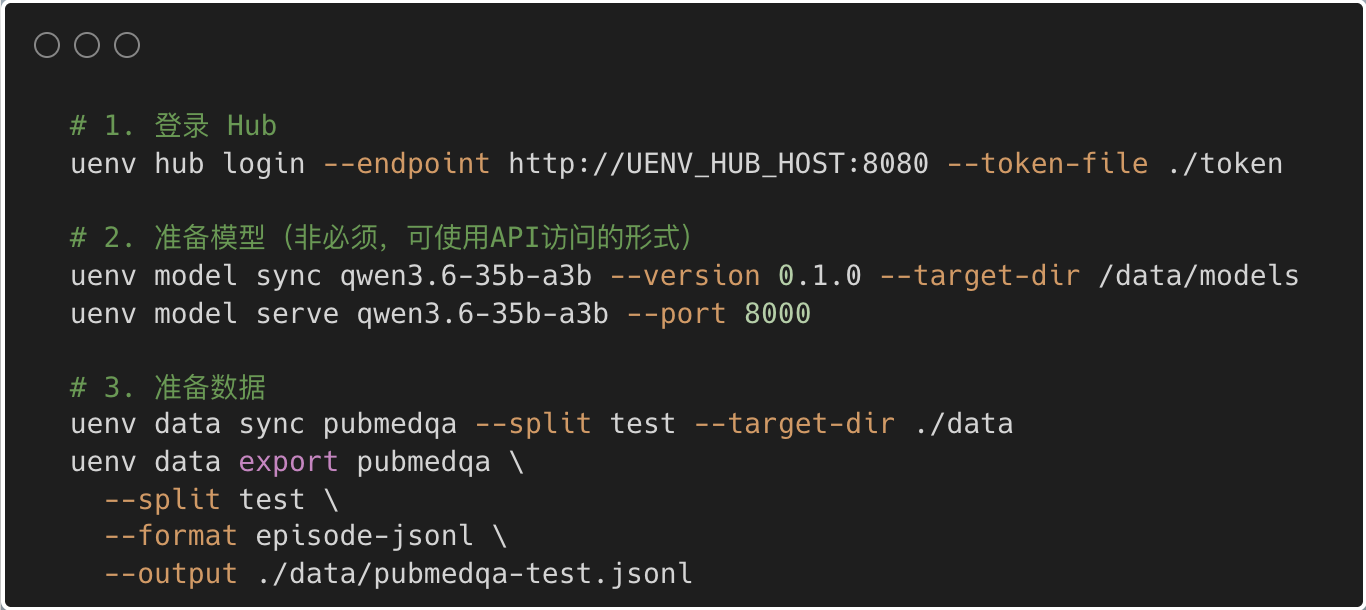 # 1. 登录 Hub
uenv hub login --endpoint http://UENV_HUB_HOST:8080 --token-file ./token
# 2. 准备模型（非必须，可使用API访问的形式）
uenv model sync qwen3.6-35b-a3b --version 0.1.0 --target-dir /data/models
uenv model serve qwen3.6-35b-a3b --port 8000
# 3. 准备数据
uenv data sync pubmedqa --split test --target-dir ./data
uenv data export pubmedqa \
  --split test \
  --format episode-jsonl \
  --output ./data/pubmedqa-test.jsonl